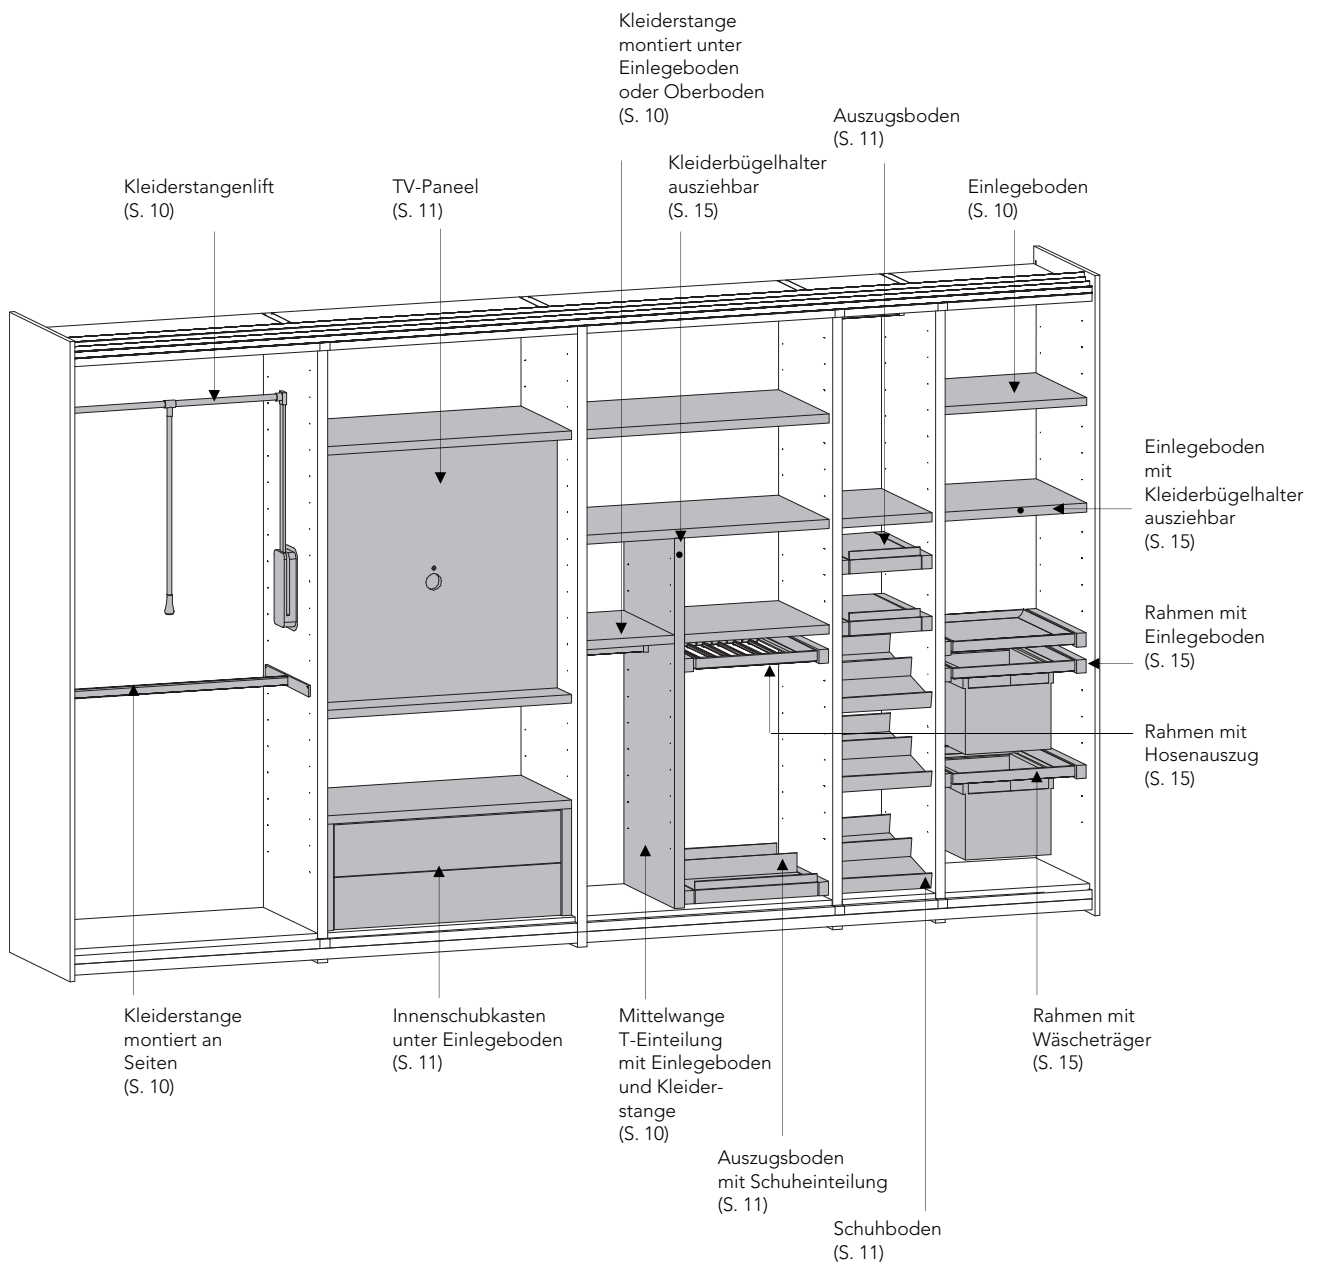 Kleiderstange
montiert unter
Einlegeboden
oder Oberboden
(S. 10)
Auszugsboden
(S. 11)
Kleiderbügelhalter
ausziehbar
(S. 15)
Kleiderstangenlift
(S. 10)
TV-Paneel
(S. 11)
Einlegeboden
(S. 10)
Einlegeboden
mit
Kleiderbügelhalter
ausziehbar
(S. 15)
Rahmen mit
Einlegeboden
(S. 15)
Rahmen mit
Hosenauszug
(S. 15)
Kleiderstange
montiert an
Seiten
(S. 10)
Innenschubkasten
unter Einlegeboden
(S. 11)
Mittelwange
T-Einteilung
mit Einlegeboden
und Kleider-
stange
(S. 10)
Rahmen mit
Wäscheträger
(S. 15)
Auszugsboden
mit Schuheinteilung
(S. 11)
Schuhboden
(S. 11)